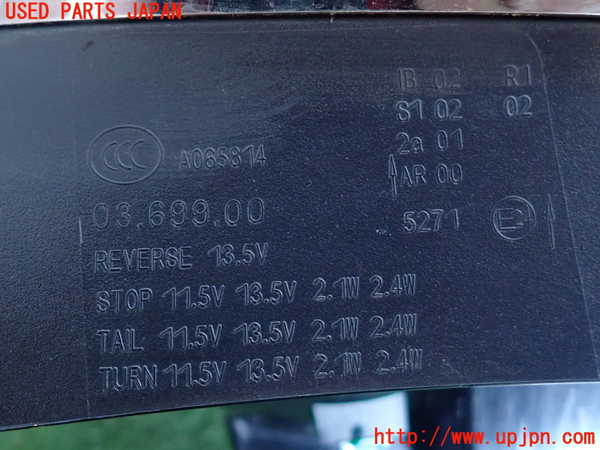 USED PARTS JAPAN
IB 02 R1
S1 02 02
CCC A065814 2a 01
AR 00
03.699.00 5271 E
REVERSE 13.5V
STOP 11.5V 13.5V 2.1W 2.4W
TAIL 11.5V 13.5V 2.1W 2.4W
TURN 11.5V 13.5V 2.1W 2.4W
http://www.upjpn.com/